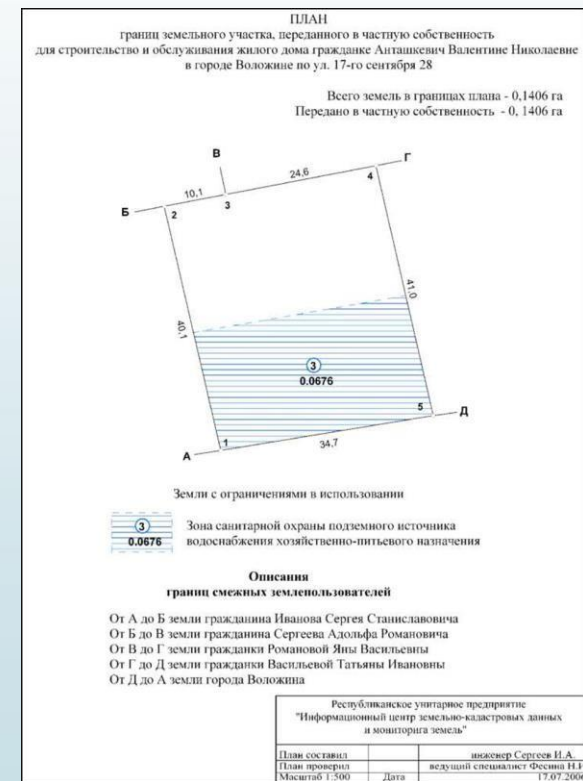 ПЛАН
границ земельного участка, переданного в частную собственность
для строительство и обслуживания жилого дома гражданке Анташкевич Валентине Николаевне
в городе Воложине по ул. 17-го сентября 28
Всего земель в границах плана - 0,1406 га
Передано в частную собственность - 0, 1406 га
В
Г
24,6
4
10,1
3
Б
2
41,0
40,1
3
0.0676
5
Д
1
34,7
А
Земли с ограничениями в использовании
3
0.0676
Зона санитарной охраны подземного источника
водоснабжения хозяйственно-питьевого назначения
Описания
границ смежных землепользователей
От А до Б земли гражданина Иванова Сергея Станиславовича
От Б до В земли гражданина Сергеева Адольфа Романовича
От В до Г земли гражданки Романовой Яны Васильевны
От Г до Д земли гражданки Васильевой Татьяны Ивановны
От Д до А земли города Воложина
Республиканское унитарное предприятие
"Информационный центр земельно-кадастровых данных
и мониторига земель"
План составил инженер Сергеев И.А.
План проверил ведущий специалист Фесина Н.И
Масштаб 1:500 Дата 17.07.2006